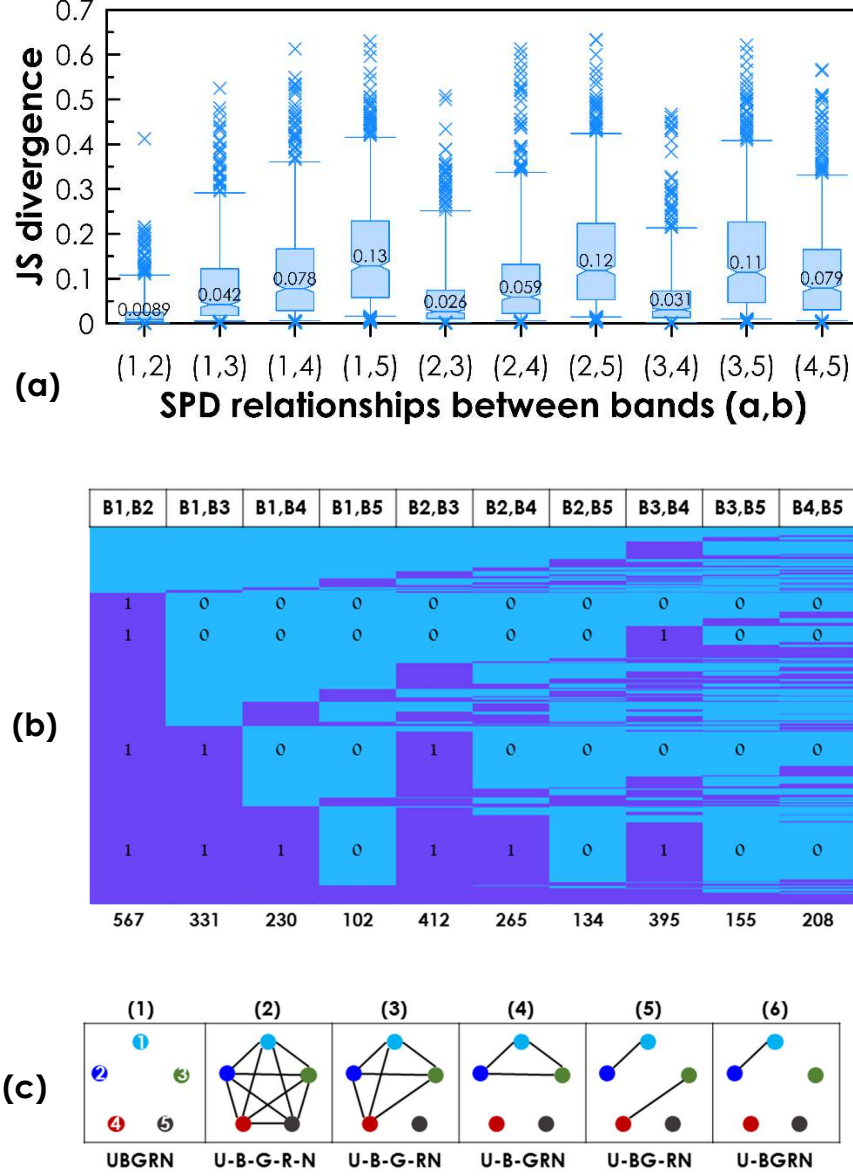 0.7
0.6
0.5
0.4
0.3
0.2
0.1
0
JS divergence
0.0089 0.042 0.078 0.13 0.026 0.059 0.12 0.031 0.11 0.079
(1,2) (1,3) (1,4) (1,5) (2,3) (2,4) (2,5) (3,4) (3,5) (4,5)
(a)
SPD relationships between bands (a,b)
B1,B2 B1,B3 B1,B4 B1,B5 B2,B3 B2,B4 B2,B5 B3,B4 B3,B5 B4,B5
1 0 0 0 0 0 0 0 0 0
1 0 0 0 0 0 0 1 0 0
(b)
1 1 0 0 1 0 0 0 0 0
1 1 1 0 1 1 0 1 0 0
567 331 230 102 412 265 134 395 155 208
(1) (2) (3) (4) (5) (6)
1
2 3
(c)
4 5
UBGRN U-B-G-R-N U-B-G-RN U-B-GRN U-BG-RN U-BGRN